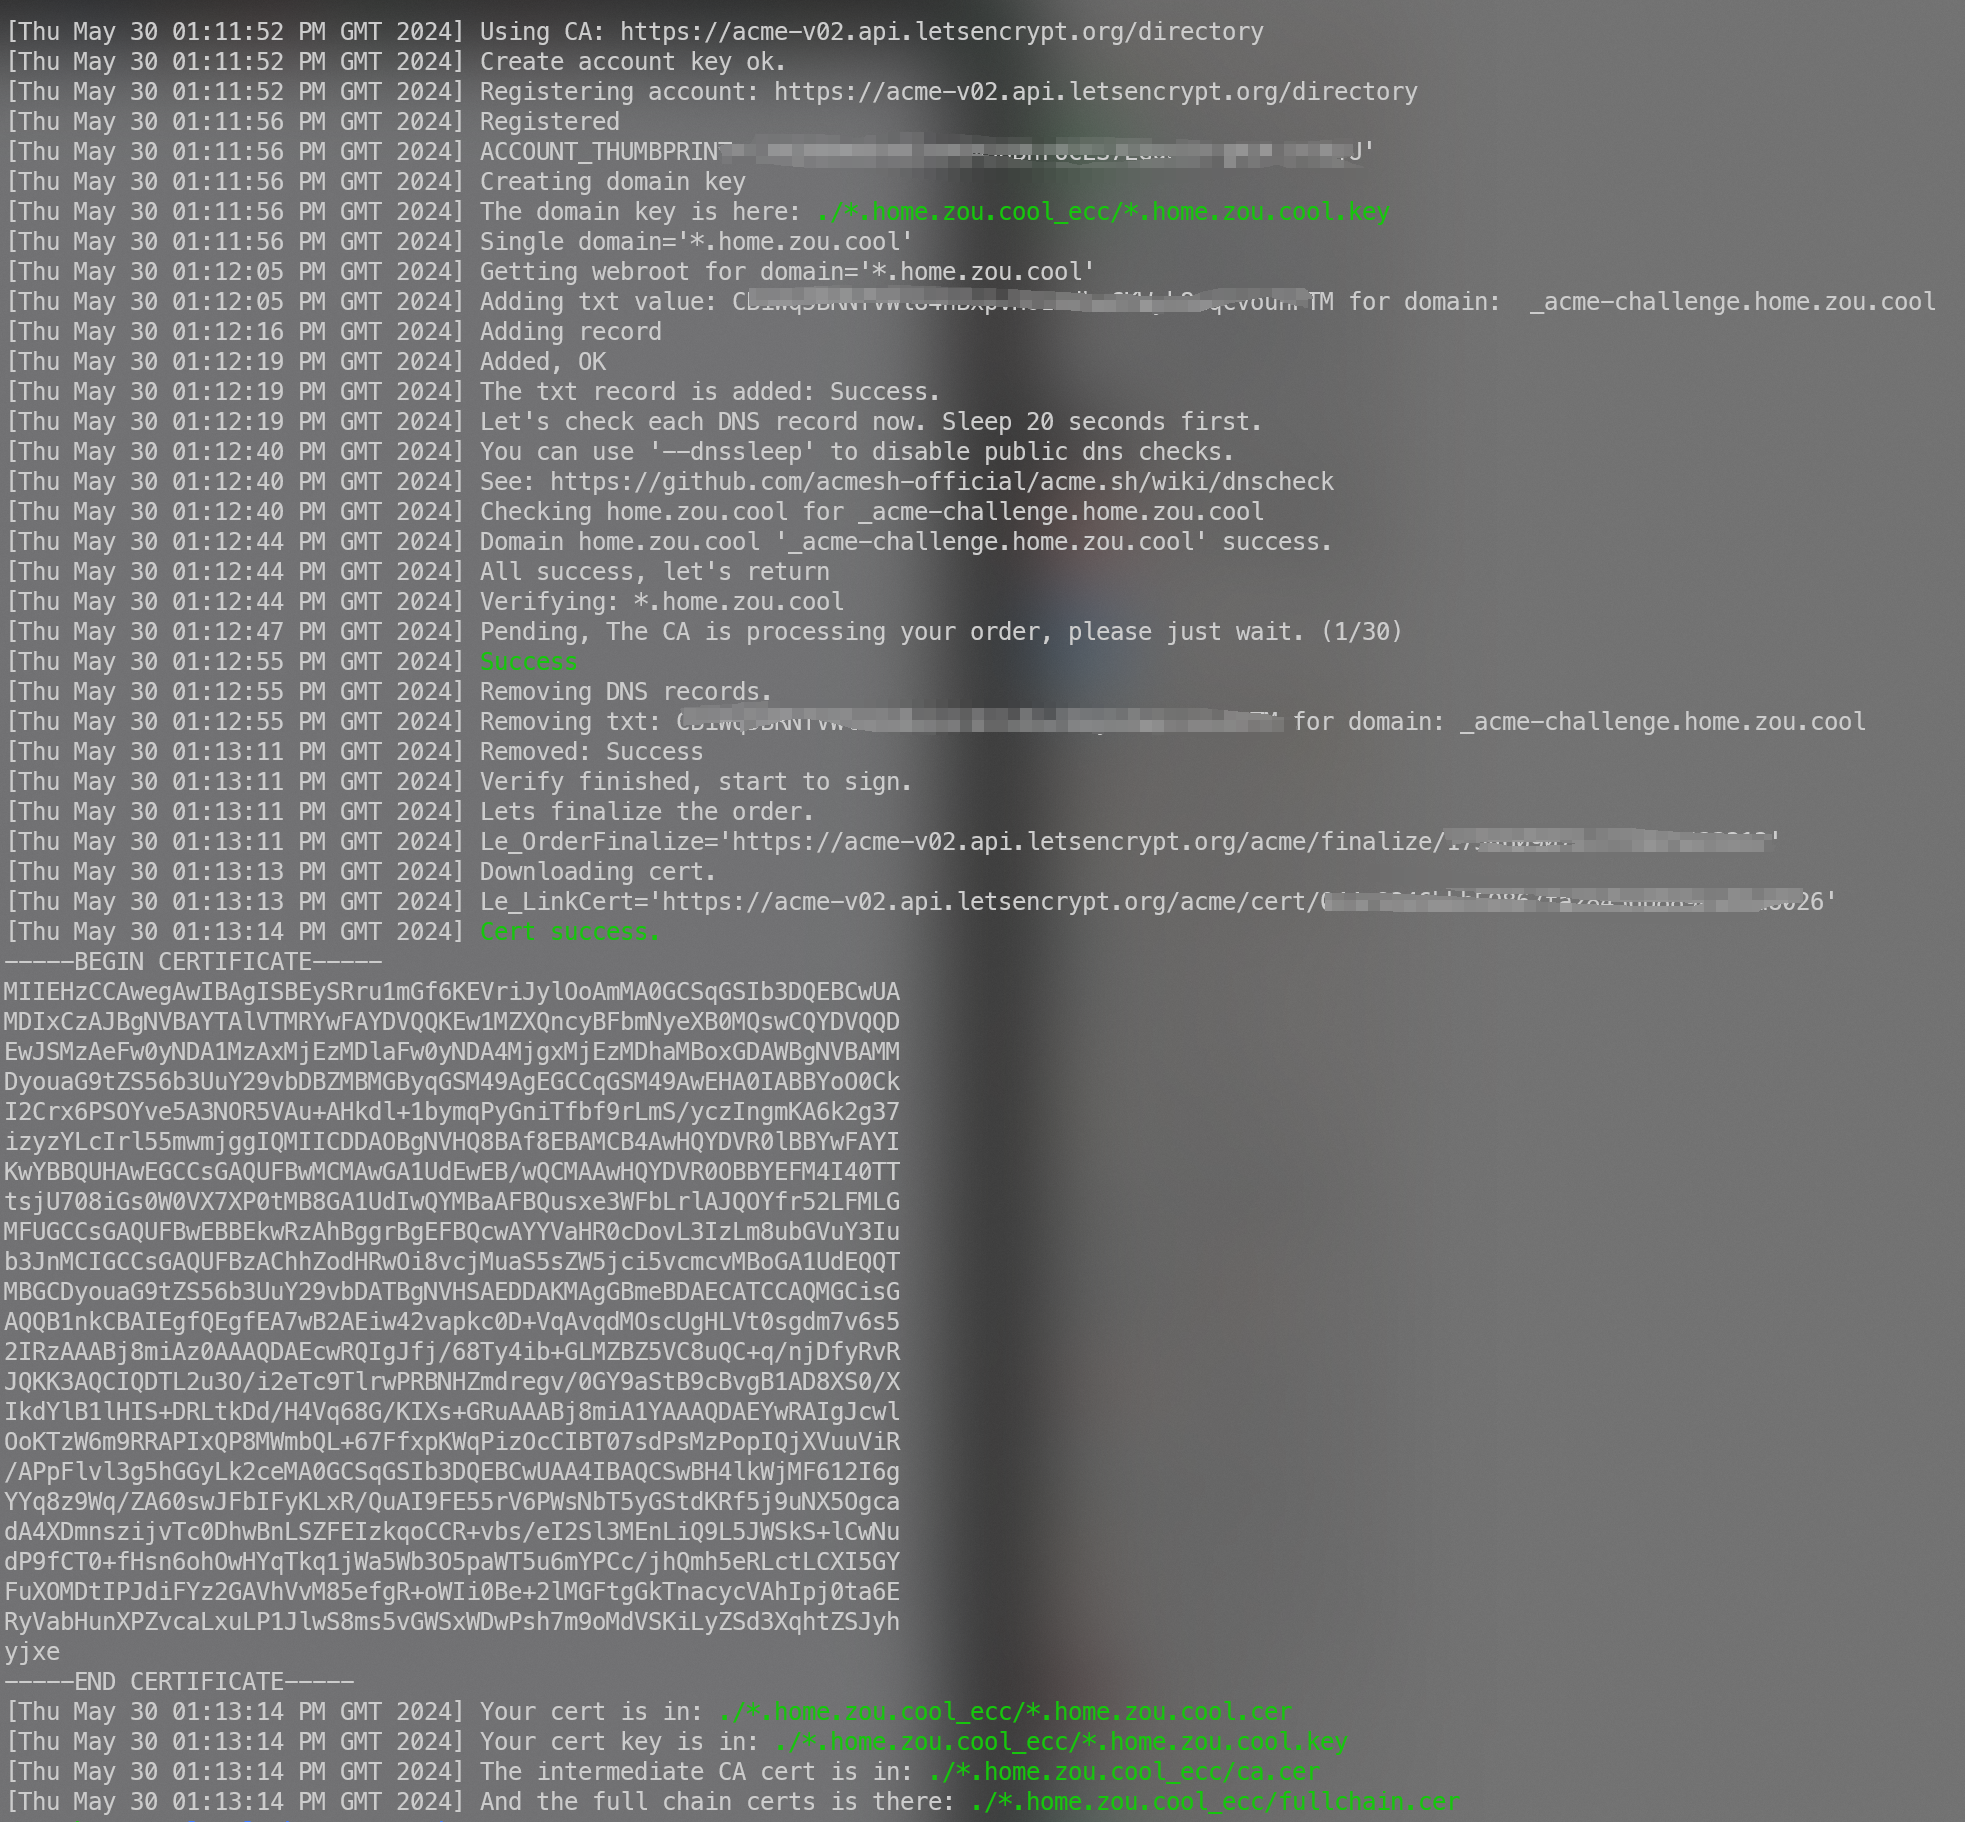 [Thu May 30 01:11:52 PM GMT 2024] Using CA: https://acme-v02.api.letsencrypt.org/directory
[Thu May 30 01:11:52 PM GMT 2024] Create account key ok.
[Thu May 30 01:11:52 PM GMT 2024] Registering account: https://acme-v02.api.letsencrypt.org/directory
[Thu May 30 01:11:56 PM GMT 2024] Registered
[Thu May 30 01:11:56 PM GMT 2024] ACCOUNT_THUMBPRINT
[Thu May 30 01:11:56 PM GMT 2024] Creating domain key
[Thu May 30 01:11:56 PM GMT 2024] The domain key is here: ./*.home.zou.cool_ecc/*.home.zou.cool.key
[Thu May 30 01:11:56 PM GMT 2024] Single domain='*.home.zou.cool'
[Thu May 30 01:12:05 PM GMT 2024] Getting webroot for domain='*.home.zou.cool'
[Thu May 30 01:12:05 PM GMT 2024] Adding txt value: for domain:  _acme-challenge.home.zou.cool
[Thu May 30 01:12:16 PM GMT 2024] Adding record
[Thu May 30 01:12:19 PM GMT 2024] Added, OK
[Thu May 30 01:12:19 PM GMT 2024] The txt record is added: Success.
[Thu May 30 01:12:19 PM GMT 2024] Let's check each DNS record now. Sleep 20 seconds first.
[Thu May 30 01:12:40 PM GMT 2024] You can use '--dnssleep' to disable public dns checks.
[Thu May 30 01:12:40 PM GMT 2024] See: https://github.com/acmesh-official/acme.sh/wiki/dnscheck
[Thu May 30 01:12:40 PM GMT 2024] Checking home.zou.cool for _acme-challenge.home.zou.cool
[Thu May 30 01:12:44 PM GMT 2024] Domain home.zou.cool '_acme-challenge.home.zou.cool' success.
[Thu May 30 01:12:44 PM GMT 2024] All success, let's return
[Thu May 30 01:12:44 PM GMT 2024] Verifying: *.home.zou.cool
[Thu May 30 01:12:47 PM GMT 2024] Pending, The CA is processing your order, please just wait. (1/30)
[Thu May 30 01:12:55 PM GMT 2024] Success
[Thu May 30 01:12:55 PM GMT 2024] Removing DNS records.
[Thu May 30 01:12:55 PM GMT 2024] Removing txt: for domain: _acme-challenge.home.zou.cool
[Thu May 30 01:13:11 PM GMT 2024] Removed: Success
[Thu May 30 01:13:11 PM GMT 2024] Verify finished, start to sign.
[Thu May 30 01:13:11 PM GMT 2024] Lets finalize the order.
[Thu May 30 01:13:11 PM GMT 2024] Le_OrderFinalize='https://acme-v02.api.letsencrypt.org/acme/finalize/
[Thu May 30 01:13:13 PM GMT 2024] Downloading cert.
[Thu May 30 01:13:13 PM GMT 2024] Le_LinkCert='https://acme-v02.api.letsencrypt.org/acme/cert/
[Thu May 30 01:13:14 PM GMT 2024] Cert success.
-----BEGIN CERTIFICATE-----
MIIEHzCCAwegAwIBAgISBEySRru1mGf6KEVriJylOoAmMA0GCSqGSIb3DQEBCwUA
MDIxCzAJBgNVBAYTAlVTMRYwFAYDVQQKEw1MZXQncyBFbmNyeXB0MQswCQYDVQQD
EwJSMzAeFw0yNDA1MzAxMjEzMDlaFw0yNDA4MjgxMjEzMDhaMBoxGDAWBgNVBAMM
DyouaG9tZS56b3UuY29vbDBZMBMGByqGSM49AgEGCCqGSM49AwEHA0IABBYoO0Ck
I2Crx6PSOYve5A3NOR5VAu+AHkdl+1bymqPyGniTfbf9rLmS/yczIngmKA6k2g37
izyzYLcIrl55mwmjggIQMIICDDAOBgNVHQ8BAf8EBAMCB4AwHQYDVR0lBBYwFAYI
KwYBBQUHAwEGCCsGAQUFBwMCMAwGA1UdEwEB/wQCMAAwHQYDVR0OBBYEFM4I40TT
tsjU708iGs0W0VX7XP0tMB8GA1UdIwQYMBaAFBQusxe3WFbLrlAJQOYfr52LFMLG
MFUGCCsGAQUFBwEBBEkwRzAhBggrBgEFBQcwAYYVaHR0cDovL3IzLm8ubGVuY3Iu
b3JnMCIGCCsGAQUFBzAChhZodHRwOi8vcjMuaS5sZW5jci5vcmcvMBoGA1UdEQQT
MBGCDyouaG9tZS56b3UuY29vbDATBgNVHSAEDDAKMAgGBmeBDAECATCCAQMGCisG
AQQB1nkCBAIEgfQEgfEA7wB2AEiw42vapkc0D+VqAvqdMOscUgHLVt0sgdm7v6s5
2IRzAAABj8miAz0AAAQDAEcwRQIgJfj/68Ty4ib+GLMZBZ5VC8uQC+q/njDfyRvR
JQKK3AQCIQDTL2u3O/i2eTc9TlrwPRBNHZmdregv/0GY9aStB9cBvgB1AD8XS0/X
IkdYlB1lHIS+DRLtkDd/H4Vq68G/KIXs+GRuAAABj8miA1YAAAQDAEYwRAIgJcwl
OoKTzW6m9RRAPIxQP8MWmbQL+67FfxpKWqPizOcCIBT07sdPsMzPopIQjXVuuViR
/APpFlvl3g5hGGyLk2ceMA0GCSqGSIb3DQEBCwUAA4IBAQCSwBH4lkWjMF612I6g
YYq8z9Wq/ZA60swJFbIFyKLxR/QuAI9FE55rV6PWsNbT5yGStdKRf5j9uNX5Ogca
dA4XDmnszijvTc0DhwBnLSZFEIzkqoCCR+vbs/eI2Sl3MEnLiQ9L5JWSkS+lCwNu
dP9fCT0+fHsn6ohOwHYqTkq1jWa5Wb3O5paWT5u6mYPCc/jhQmh5eRLctLCXI5GY
FuXOMDtIPJdiFYz2GAVhVvM85efgR+oWIi0Be+2lMGFtgGkTnacycVAhIpj0ta6E
RyVabHunXPZvcaLxuLP1JlwS8ms5vGWSxWDwPsh7m9oMdVSKiLyZSd3XqhtZSJyh
yjxe
-----END CERTIFICATE-----
[Thu May 30 01:13:14 PM GMT 2024] Your cert is in: ./*.home.zou.cool_ecc/*.home.zou.cool.cer
[Thu May 30 01:13:14 PM GMT 2024] Your cert key is in: ./*.home.zou.cool_ecc/*.home.zou.cool.key
[Thu May 30 01:13:14 PM GMT 2024] The intermediate CA cert is in: ./*.home.zou.cool_ecc/ca.cer
[Thu May 30 01:13:14 PM GMT 2024] And the full chain certs is there: ./*.home.zou.cool_ecc/fullchain.cer